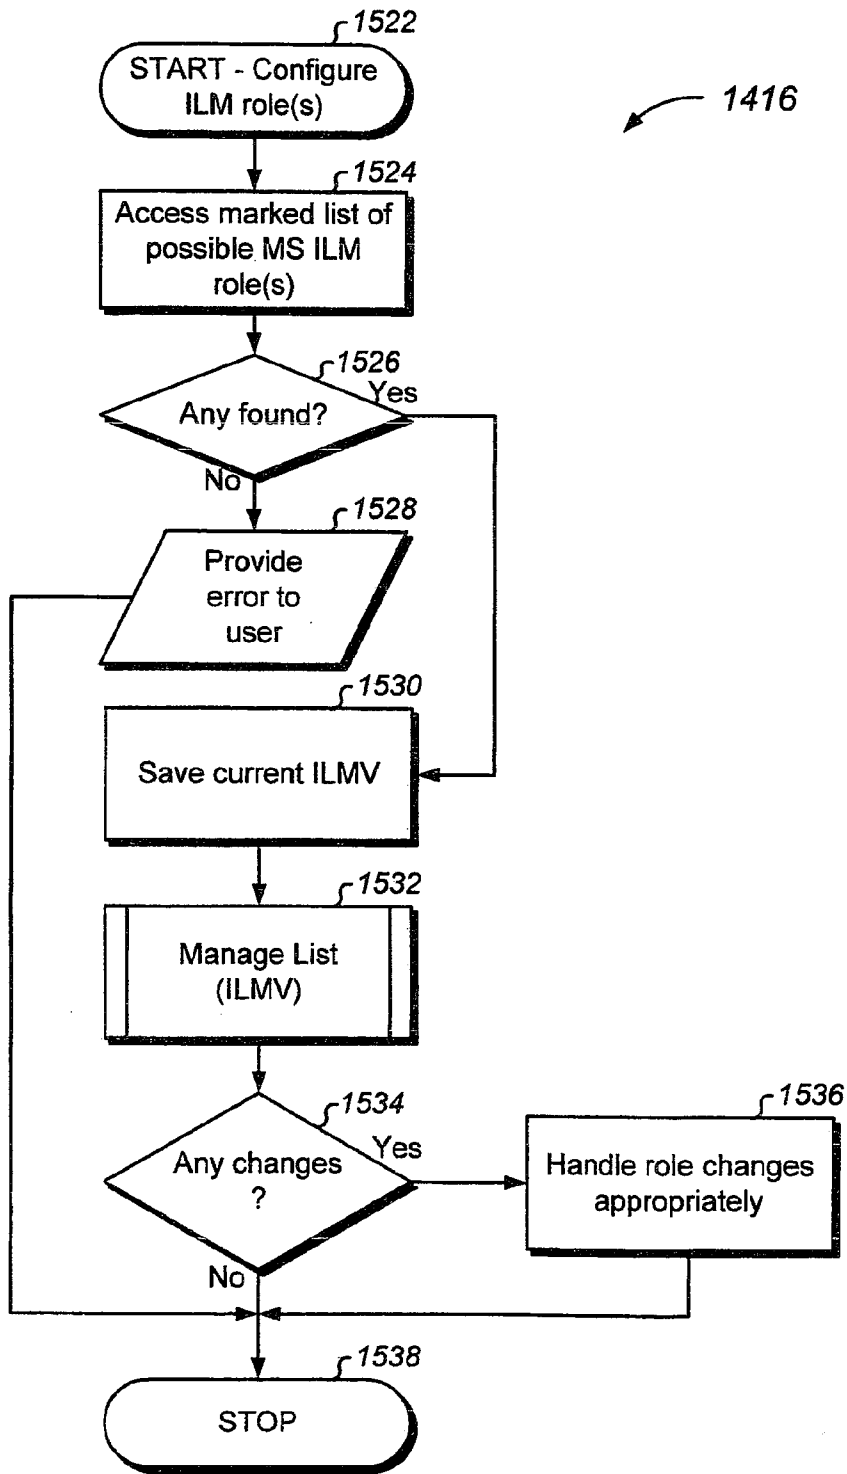 1522
START - Configure
ILM role(s)
1416
1524
Access marked list of
possible MS ILM
role(s)
1526
Yes
Any found?
No
1528
Provide
error to
user
1530
Save current ILMV
1532
Manage List
(ILMV)
1534
Yes
Any changes
?
No
1536
Handle role changes
appropriately
1538
STOP